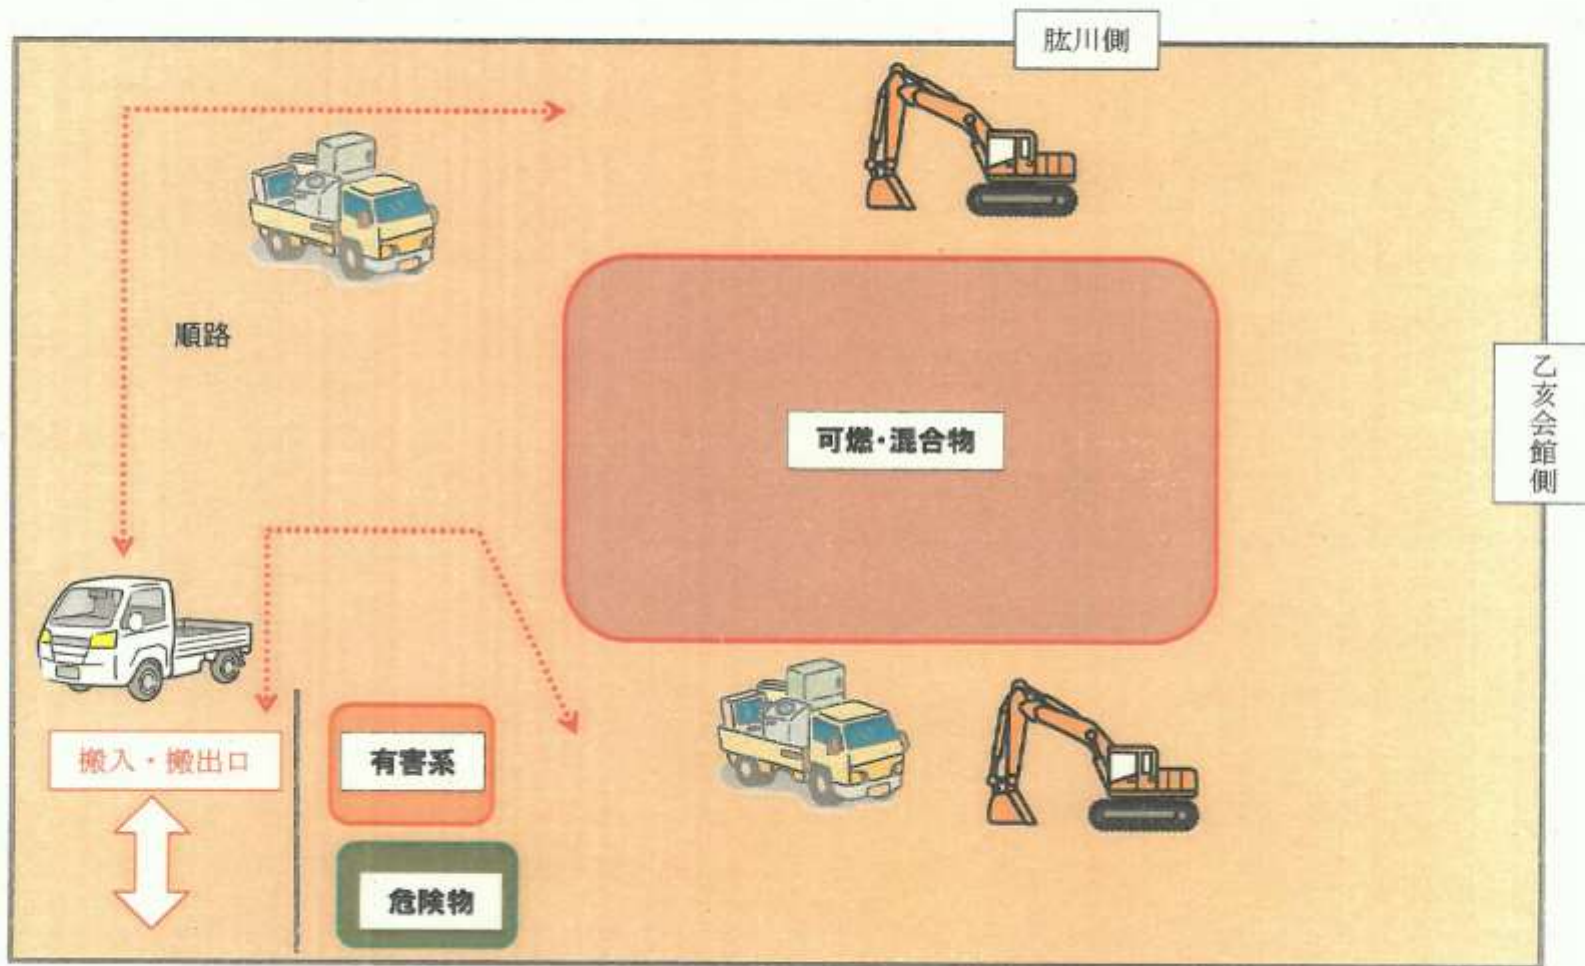 肱川側
順路
乙亥会館側
可燃・混合物
搬入・搬出口
有害系
危険物